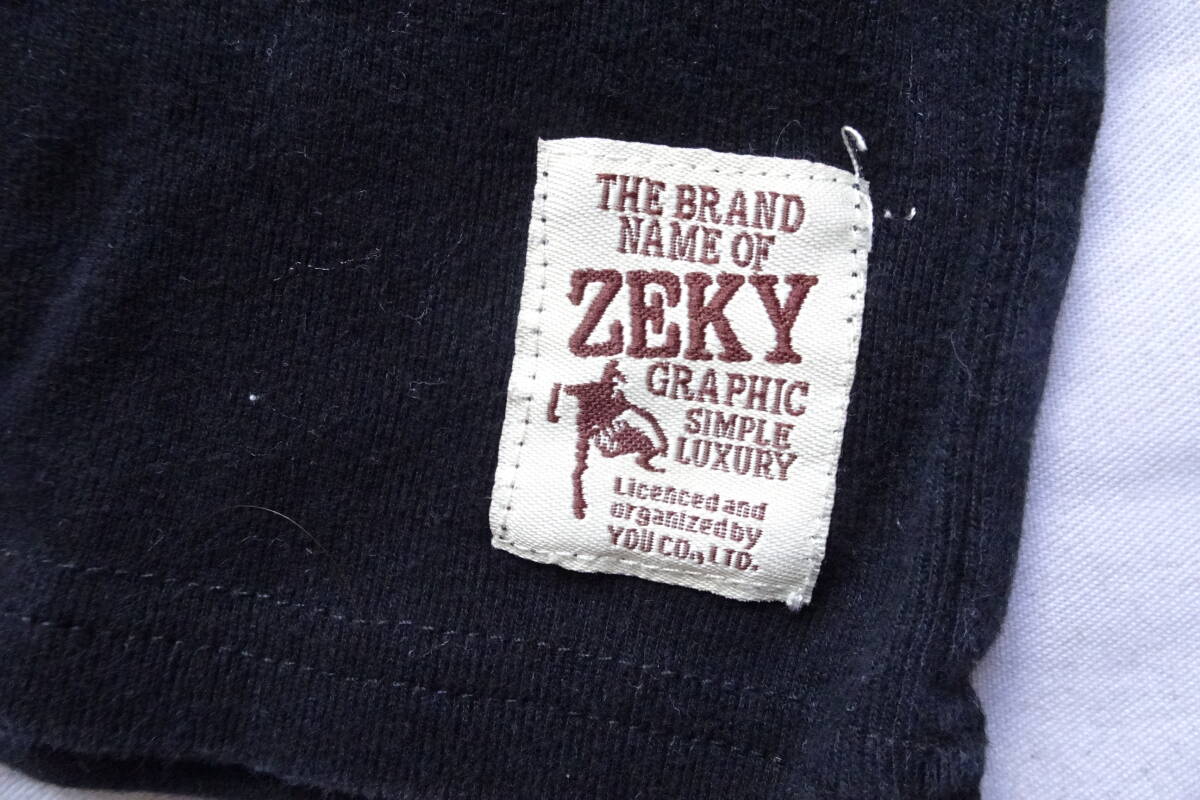 THE BRAND
NAME OF
ZEKY
GRAPHIC
SIMPLE
LUXURY
Licenced and
organized by
YOU CO., LTD.